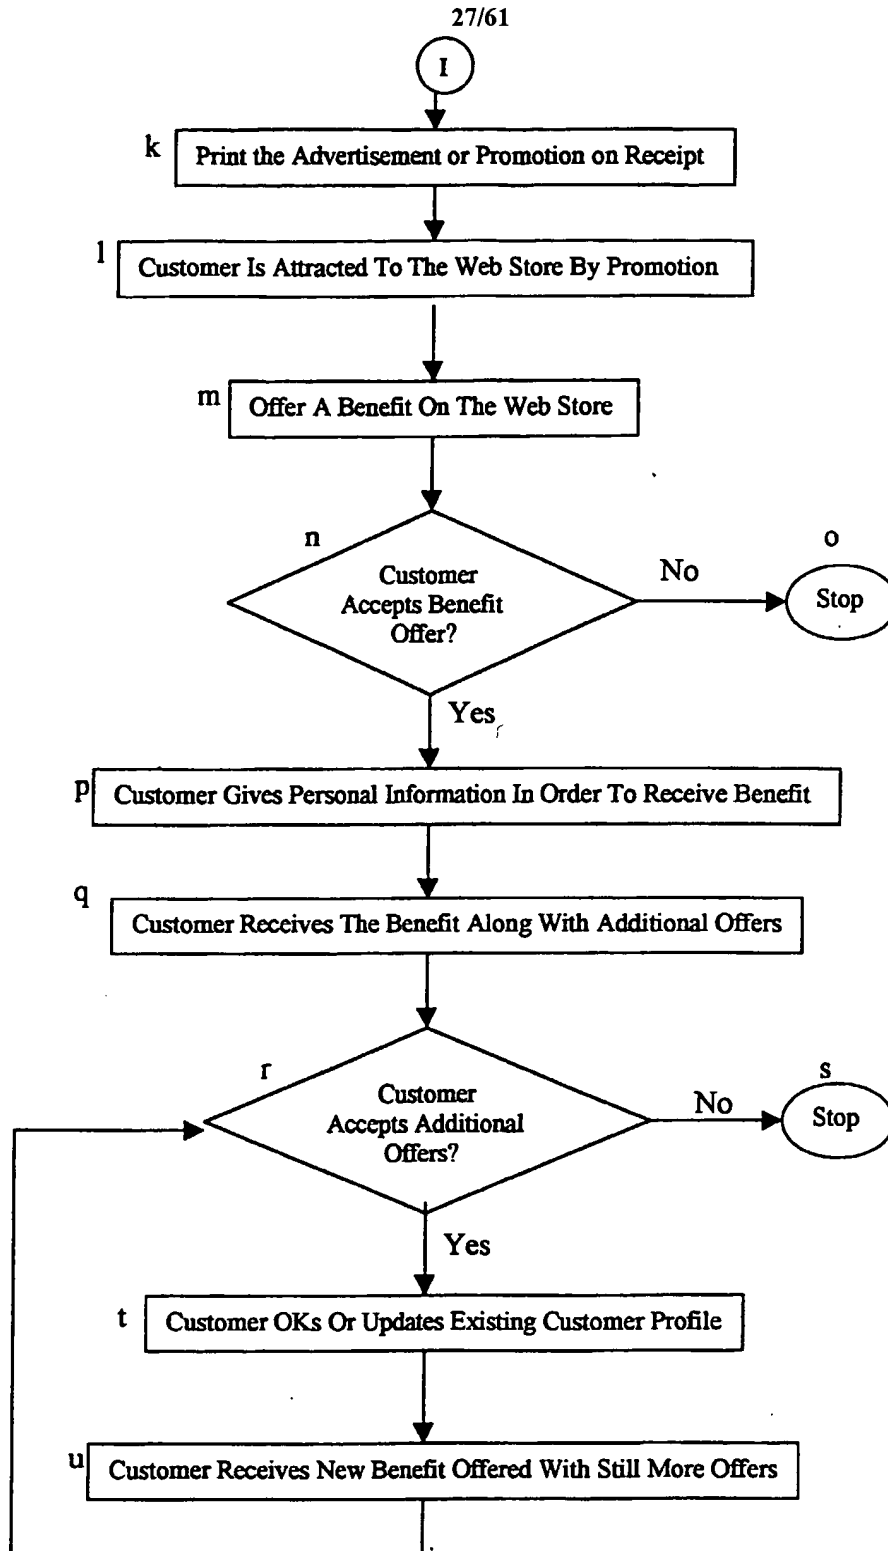 27/61
I
k
Print the Advertisement or Promotion on Receipt
l
Customer Is Attracted To The Web Store By Promotion
m
Offer A Benefit On The Web Store
n
o
Customer
Accepts Benefit
Offer?
No
Stop
Yes
p
Customer Gives Personal Information In Order To Receive Benefit
q
Customer Receives The Benefit Along With Additional Offers
r
s
Customer
Accepts Additional
Offers?
No
Stop
Yes
t
Customer OKs Or Updates Existing Customer Profile
u
Customer Receives New Benefit Offered With Still More Offers